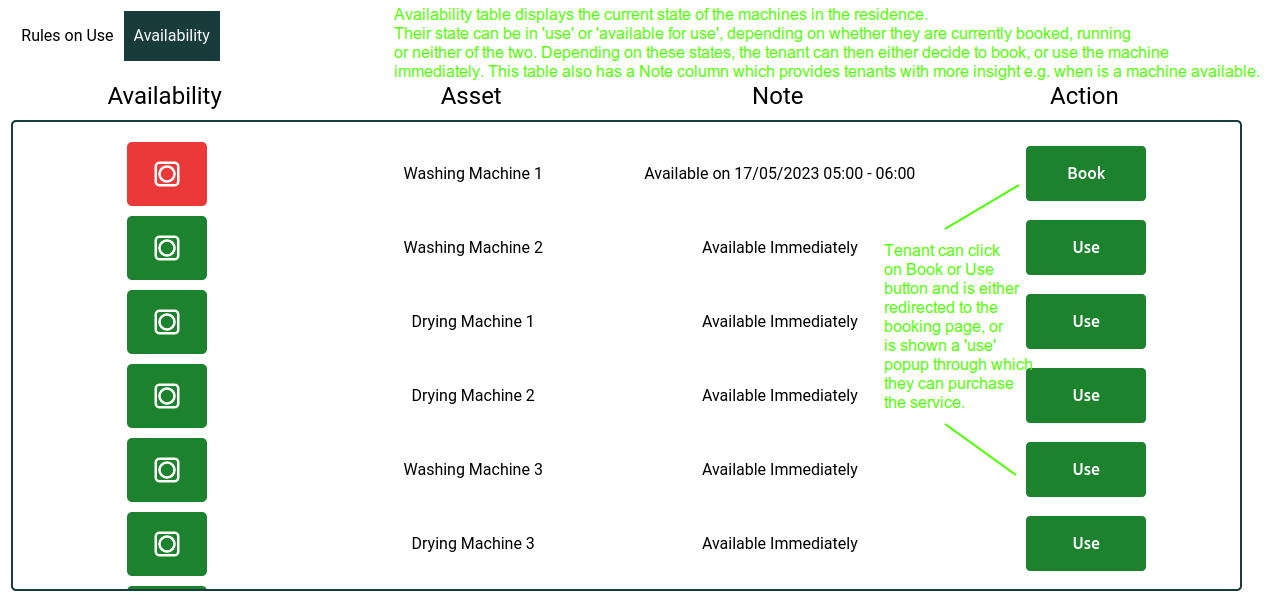 Rules on Use
Availability
Availability table displays the current state of the machines in the residence.
Their state can be in 'use' or 'available for use', depending on whether they are currently booked, running
or neither of the two. Depending on these states, the tenant can then either decide to book, or use the machine
immediately. This table also has a Note column which provides tenants with more insight e.g. when is a machine available.
Availability Asset Note Action
Washing Machine 1 Available on 17/05/2023 05:00 - 06:00 Book
Washing Machine 2 Available Immediately Use
Tenant can click
on Book or Use
button and is either
redirected to the
booking page, or
is shown a 'use'
popup through which
they can purchase
the service.
Drying Machine 1 Available Immediately Use
Drying Machine 2 Available Immediately Use
Washing Machine 3 Available Immediately Use
Drying Machine 3 Available Immediately Use